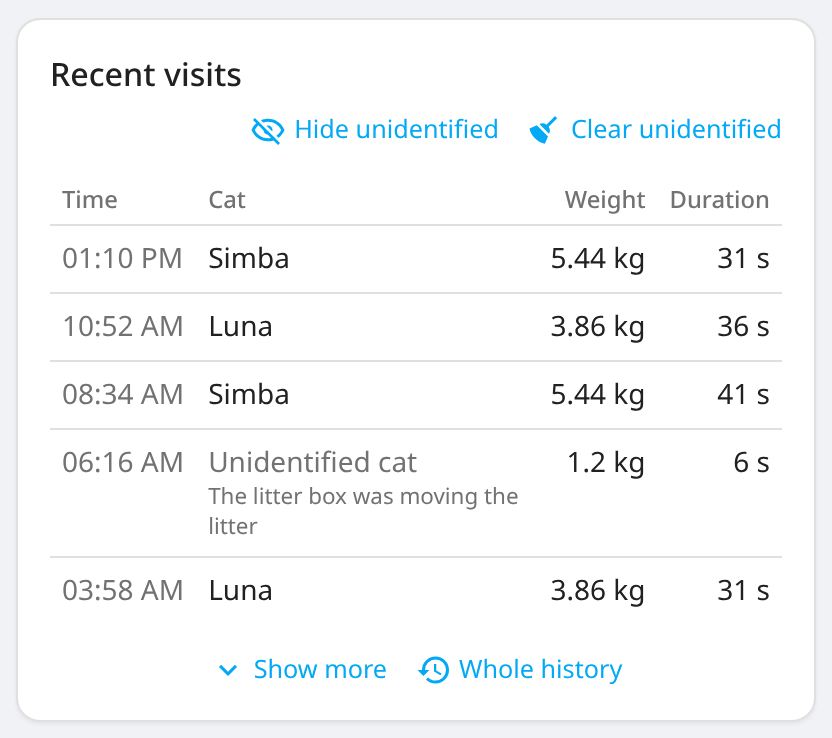 Recent visits
Hide unidentified Clear unidentified
Time Cat Weight Duration
01:10 PM Simba 5.44 kg 31 s
10:52 AM Luna 3.86 kg 36 s
08:34 AM Simba 5.44 kg 41 s
06:16 AM Unidentified cat 1.2 kg 6 s
The litter box was moving the
litter
03:58 AM Luna 3.86 kg 31 s
Show more Whole history